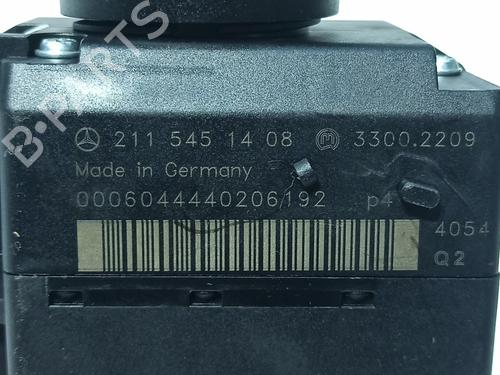 B-PARTS
211 545 14 08 M 3300.2209
Made in Germany
0006044440206192 p4
4054
Q2